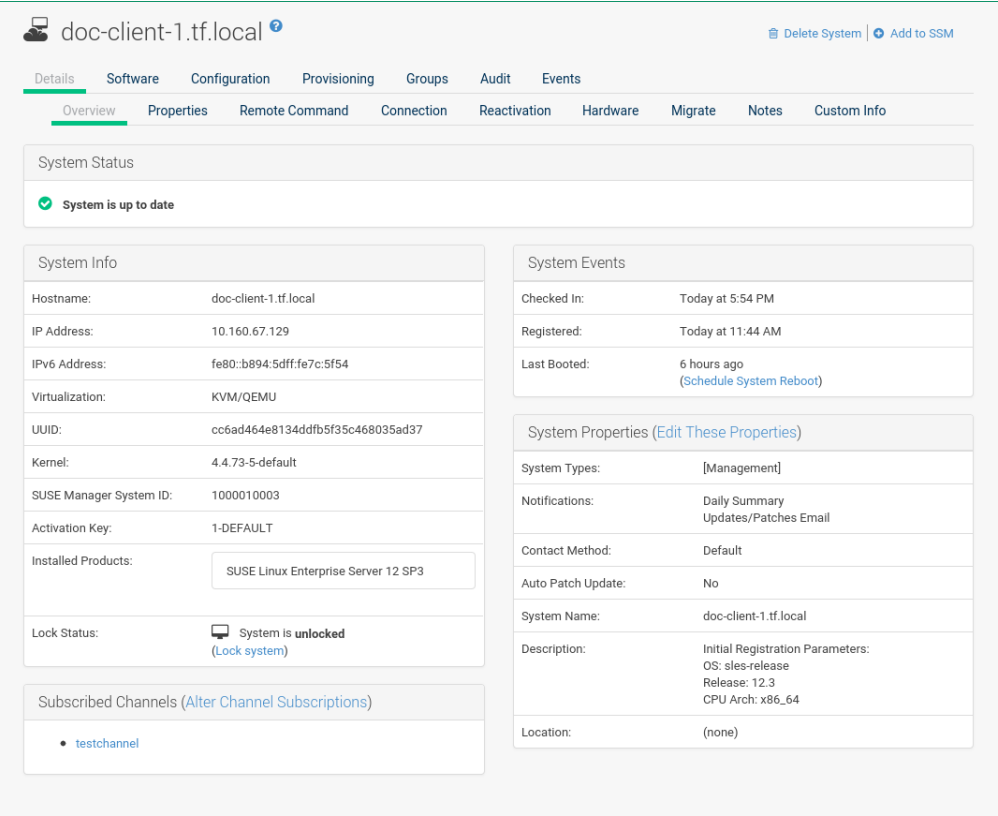 doc-client-1.tf.local ?
Delete System | Add to SSM
Details Software Configuration Provisioning Groups Audit Events
Overview Properties Remote Command Connection Reactivation Hardware Migrate Notes Custom Info
System Status
System is up to date
System Info
Hostname: doc-client-1.tf.local
IP Address: 10.160.67.129
IPv6 Address: fe80::b894:5dff:fe7c:5f54
Virtualization: KVM/QEMU
UUID: cc6ad464e8134ddfb5f35c468035ad37
Kernel: 4.4.73-5-default
SUSE Manager System ID: 1000010003
Activation Key: 1-DEFAULT
Installed Products: SUSE Linux Enterprise Server 12 SP3
Lock Status: System is unlocked
(Lock system)
Subscribed Channels (Alter Channel Subscriptions)
testchannel
System Events
Checked In: Today at 5:54 PM
Registered: Today at 11:44 AM
Last Booted: 6 hours ago
(Schedule System Reboot)
System Properties (Edit These Properties)
System Types: [Management]
Notifications: Daily Summary
Updates/Patches Email
Contact Method: Default
Auto Patch Update: No
System Name: doc-client-1.tf.local
Description: Initial Registration Parameters:
OS: sles-release
Release: 12.3
CPU Arch: x86_64
Location: (none)